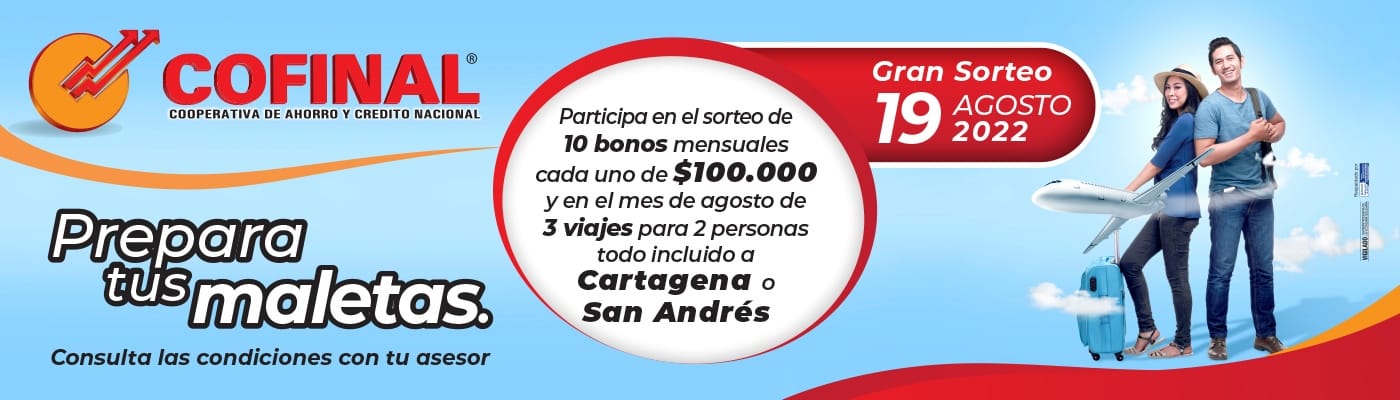 COFINAL®
COOPERATIVA DE AHORRO Y CREDITO NACIONAL
Prepara
tus maletas.
Consulta las condiciones con tu asesor
Participa en el sorteo de
10 bonos mensuales
cada uno de $100.000
y en el mes de agosto de
3 viajes para 2 personas
todo incluido a
Cartagena o
San Andrés
Gran Sorteo
19 AGOSTO
2022
VIGILADO